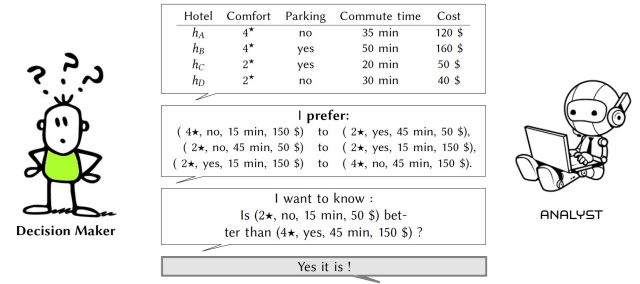 Hotel Comfort Parking Commute time Cost
hA 4★ no 35 min 120 $
hB 4★ yes 50 min 160 $
hC 2★ yes 20 min 50 $
hD 2★ no 30 min 40 $
I prefer:
( 4★, no, 15 min, 150 $) to ( 2★, yes, 45 min, 50 $),
( 2★, no, 45 min, 50 $) to ( 2★, yes, 15 min, 150 $),
( 2★, yes, 15 min, 150 $) to ( 4★, no, 45 min, 150 $).
I want to know :
Is (2★, no, 15 min, 50 $) bet-
ter than (4★, yes, 45 min, 150 $) ?
Yes it is !
? ? ?
Decision Maker
ANALYST